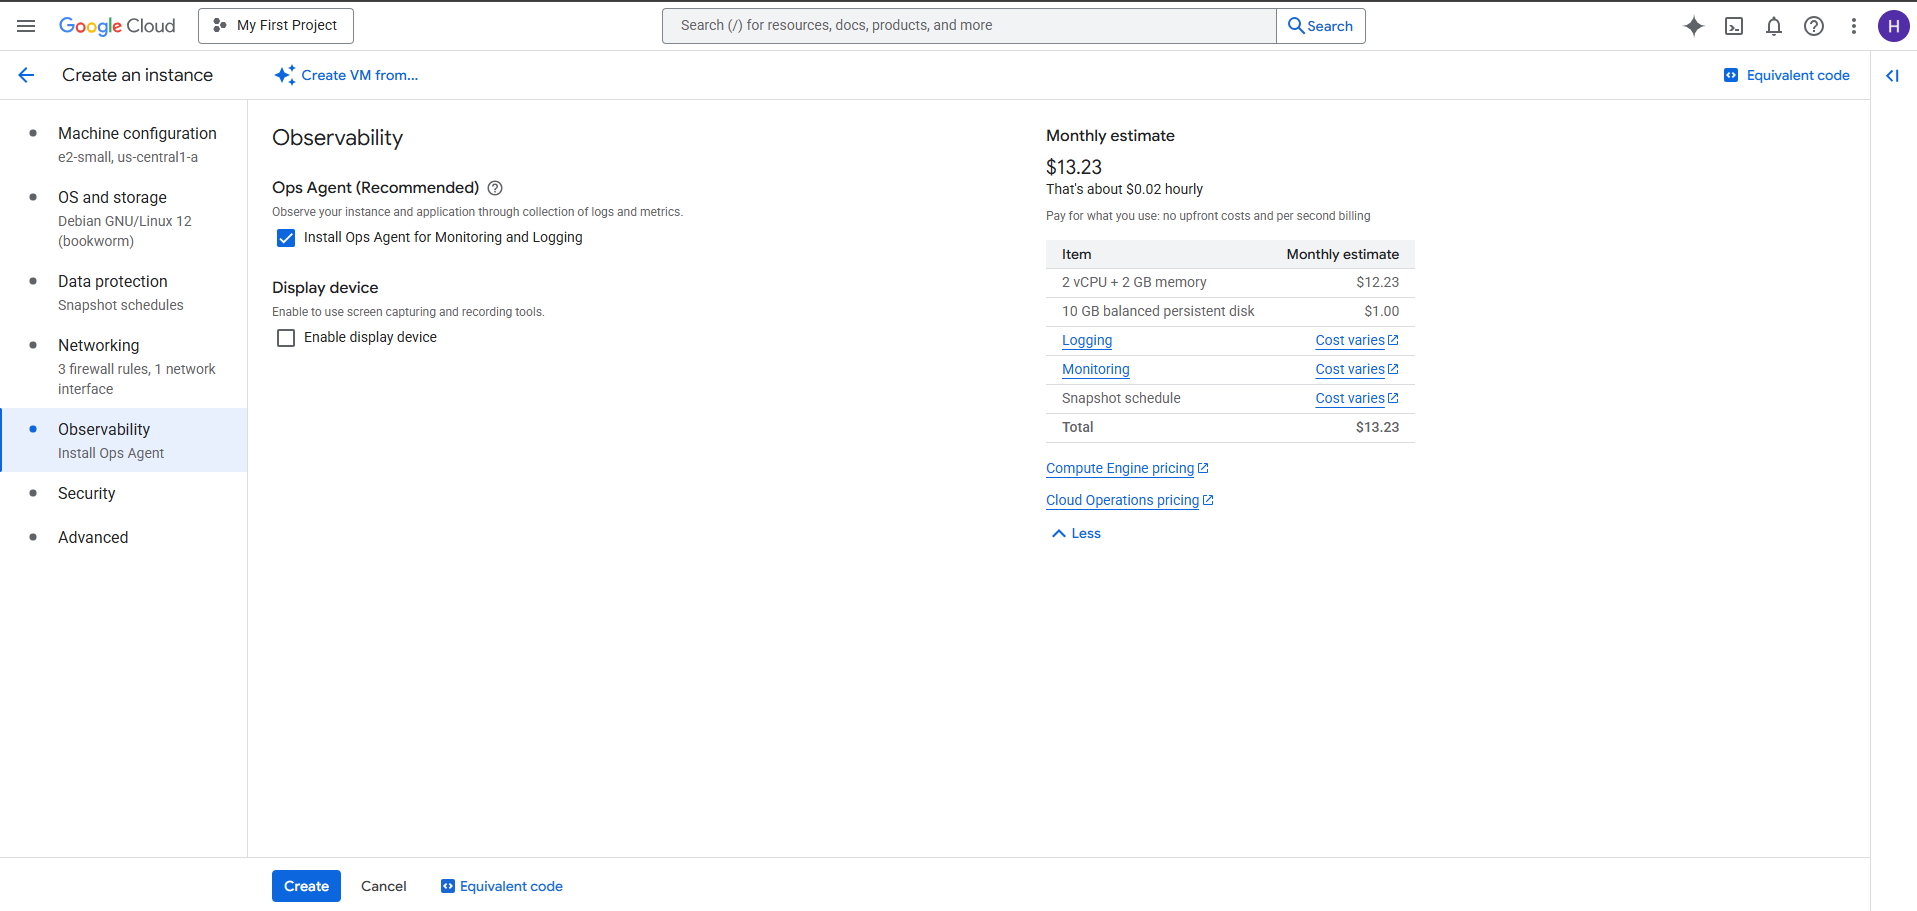 Google Cloud
My First Project
Search (/) for resources, docs, products, and more
Search
H
Create an instance
Create VM from...
Equivalent code
Machine configuration
e2-small, us-central1-a
OS and storage
Debian GNU/Linux 12
(bookworm)
Data protection
Snapshot schedules
Networking
3 firewall rules, 1 network
interface
Observability
Install Ops Agent
Security
Advanced
Observability
Ops Agent (Recommended)
Observe your instance and application through collection of logs and metrics.
Install Ops Agent for Monitoring and Logging
Display device
Enable to use screen capturing and recording tools.
Enable display device
Monthly estimate
$13.23
That's about $0.02 hourly
Pay for what you use: no upfront costs and per second billing
Item Monthly estimate
2 vCPU + 2 GB memory $12.23
10 GB balanced persistent disk $1.00
Logging Cost varies
Monitoring Cost varies
Snapshot schedule Cost varies
Total $13.23
Compute Engine pricing
Cloud Operations pricing
Less
Create Cancel Equivalent code